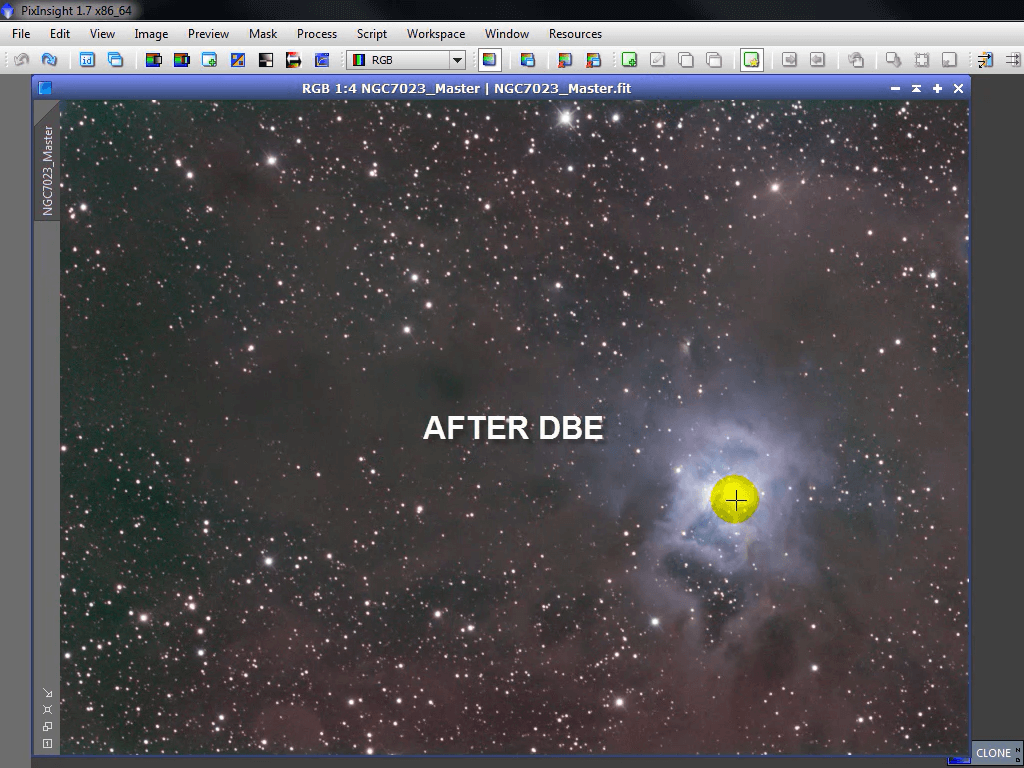 PixInsight 1.7 x86_64
File Edit View Image Preview Mask Process Script Workspace Window Resources
id RGB
RGB 1:4 NGC7023_Master | NGC7023_Master.fit
NGC7023_Master
AFTER DBE
CLONE